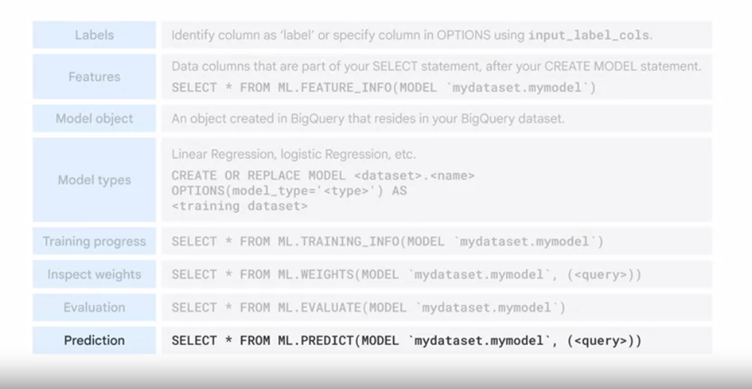 Labels
Identify column as ‘label’ or specify column in OPTIONS using input_label_cols.
Features
Data columns that are part of your SELECT statement, after your CREATE MODEL statement.
SELECT * FROM ML.FEATURE_INFO(MODEL `mydataset.mymodel`)
Model object
An object created in BigQuery that resides in your BigQuery dataset.
Model types
Linear Regression, logistic Regression, etc.
CREATE OR REPLACE MODEL <dataset>.<name>
OPTIONS(model_type='<type>') AS
<training dataset>
Training progress
SELECT * FROM ML.TRAINING_INFO(MODEL `mydataset.mymodel`)
Inspect weights
SELECT * FROM ML.WEIGHTS(MODEL `mydataset.mymodel`, (<query>))
Evaluation
SELECT * FROM ML.EVALUATE(MODEL `mydataset.mymodel`)
Prediction
SELECT * FROM ML.PREDICT(MODEL `mydataset.mymodel`, (<query>))